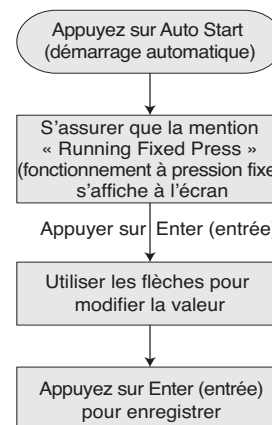 Appuyez sur Auto Start
(démarrage automatique)
S'assurer que la mention
« Running Fixed Press »
(fonctionnement à pression fixe
s'affiche à l'écran
Appuyer sur Enter (entrée)
Utiliser les flèches pour
modifier la valeur
Appuyez sur Enter (entrée)
pour enregistrer